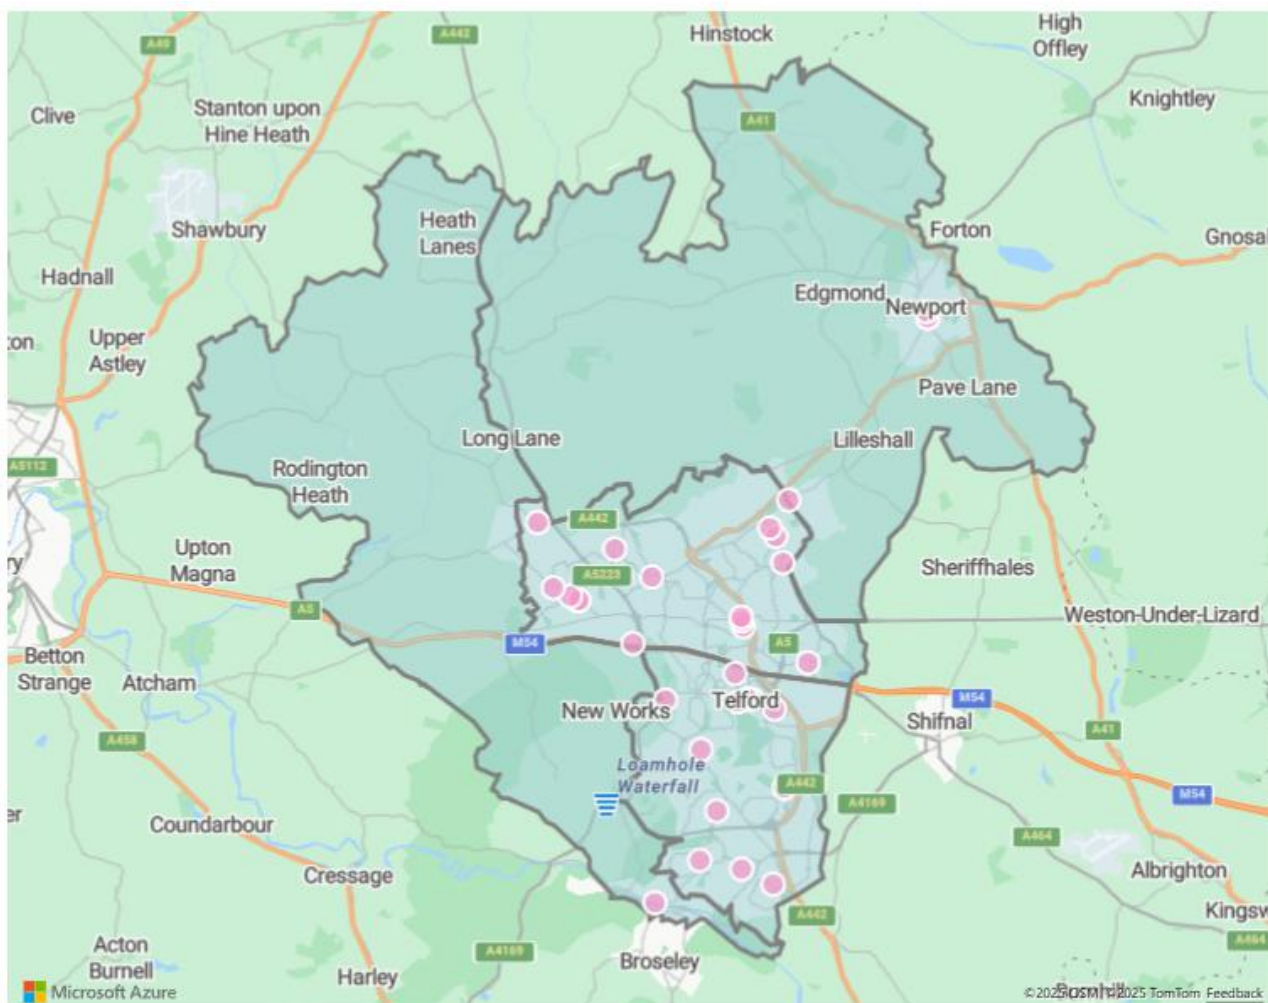 High
Offley
Hinstock
A442
A49
Knightley
Stanton upon
Hine Heath
Clive
A41
Heath
Lanes
Shawbury
Forton
Gnosal
Hadnall
Edgmond
Newport
Upper
Astley
Pave Lane
Long Lane
Lilleshall
A5112
Rodington
Heath
A442
Upton
Magna
A5223
Sheriffhales
A5
Weston-Under-Lizard
M54
A5
Betton
Strange
Atcham
M54
Telford
New Works
Shifnal
A41
A458
Loamhole
Waterfall
A442
M54
A4169
Coundarbour
A464
Cressage
Albrighton
A442
Kingsw
A464
Acton
Burnell
A4169
Broseley
Harley
Microsoft Azure
©2025 TomTom Feedback